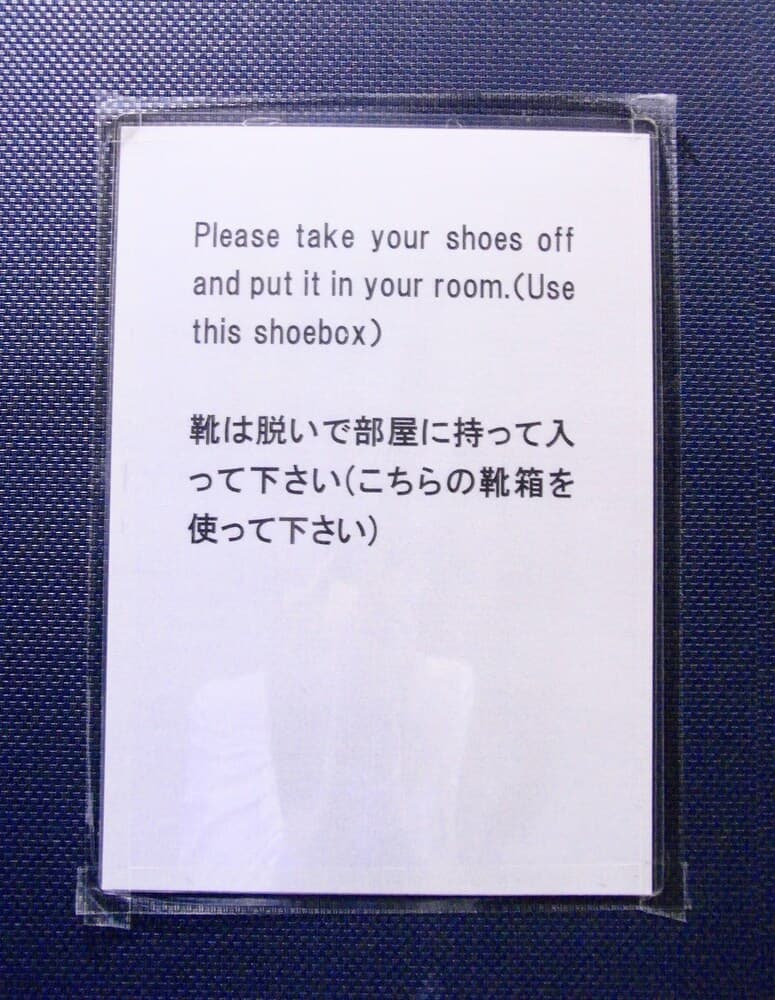 Please take your shoes off
and put it in your room.(Use
this shoebox)
靴は脱いで部屋に持って入
って下さい(こちらの靴箱を
使って下さい)